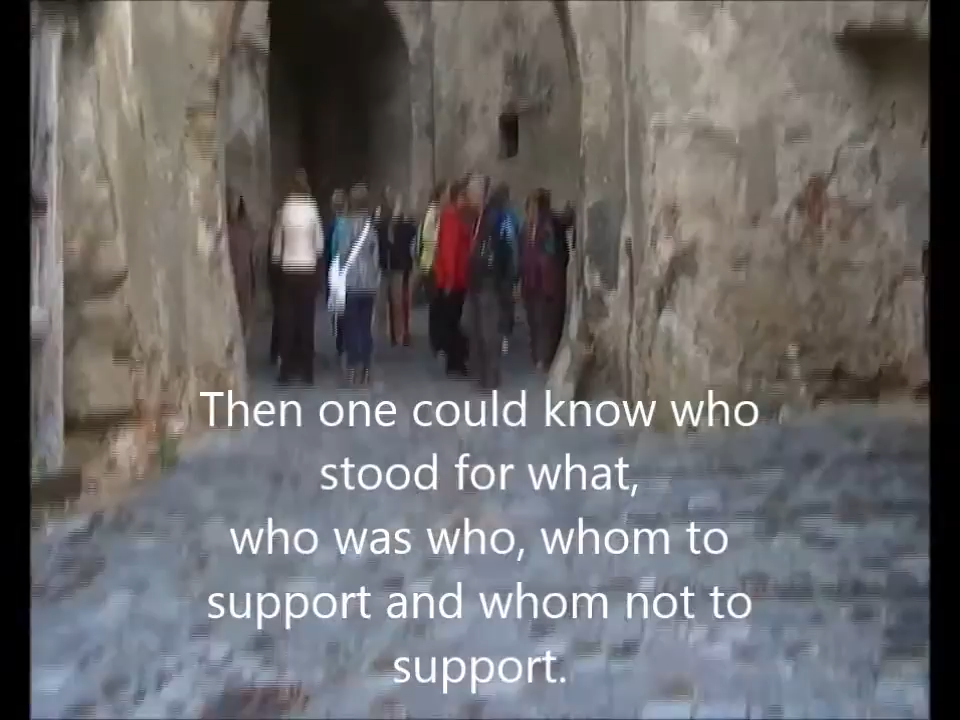 Then one could know who
stood for what,
who was who, whom to
support and whom not to
support.